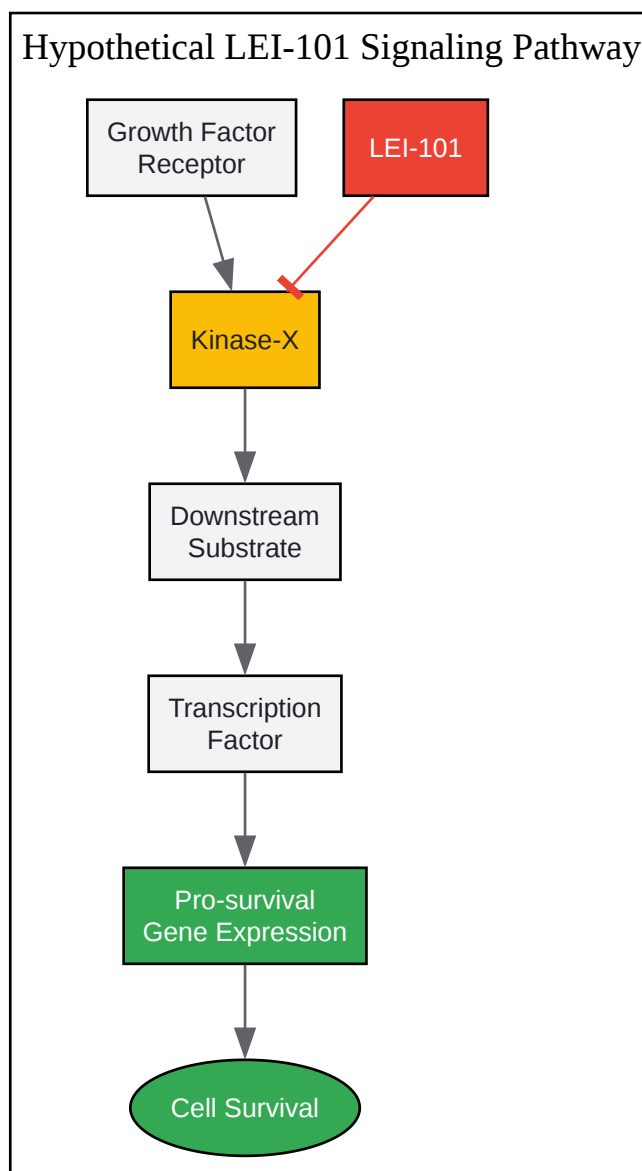 Hypothetical LEI-101 Signaling Pathway
Growth Factor
Receptor
LEI-101
Kinase-X
Downstream
Substrate
Transcription
Factor
Pro-survival
Gene Expression
Cell Survival